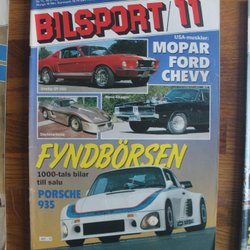 BILSPORT/11
USA-muskler:
MOPAR
FORD
CHEVY
FYNDBÖRSEN
1000-tals bilar
till salu
PORSCHE
935